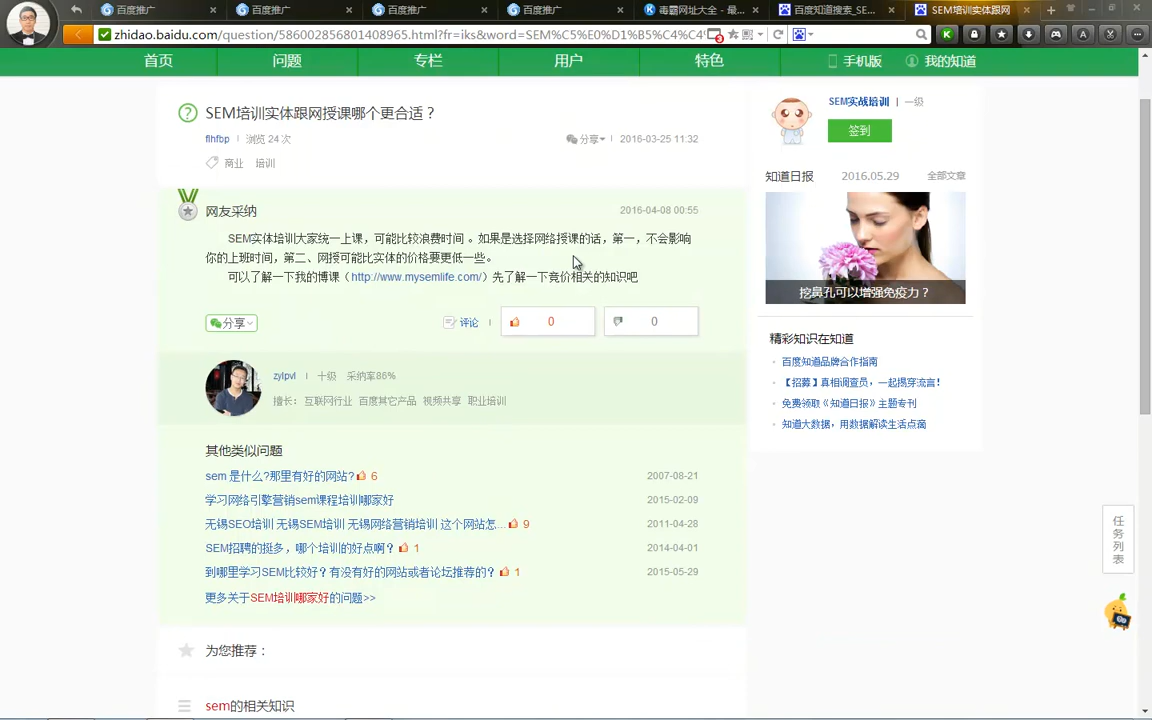 百度推广
百度推广
百度推广
百度推广
毒霸网址大全 - 最...
百度知道搜索_SE...
SEM培训实体跟网
zhidao.baidu.com/question/586002856801408965.html?fr=iks&word=SEM%C5%E0%D1%B5%C4%C4%
首页
问题
专栏
用户
特色
手机版
我的知道
SEM培训实体跟网授课哪个更合适？
flhfbp
浏览 24 次
分享
2016-03-25 11:32
商业 培训
网友采纳
2016-04-08 00:55
SEM实体培训大家统一上课，可能比较浪费时间 。如果是选择网络授课的话，第一，不会影响
你的上班时间，第二、网授可能比实体的价格要更低一些。
可以了解一下我的博课（http://www.mysemlife.com/）先了解一下竞价相关的知识吧
分享
评论
0
0
zylpvl
十级 采纳率86%
擅长： 互联网行业 百度其它产品 视频共享 职业培训
其他类似问题
sem 是什么?那里有好的网站? 6
2007-08-21
学习网络引擎营销sem课程培训哪家好
2015-02-09
无锡SEO培训 无锡SEM培训 无锡网络营销培训 这个网站怎... 9
2011-04-28
SEM招聘的挺多，哪个培训的好点啊？ 1
2014-04-01
到哪里学习SEM比较好？有没有好的网站或者论坛推荐的？ 1
2015-05-29
更多关于SEM培训哪家好的问题>>
为您推荐：
sem的相关知识
SEM实战培训
一级
签到
知道日报
2016.05.29
全部文章
挖鼻孔可以增强免疫力？
精彩知识在知道
百度知道品牌合作指南
【招募】真相调查员，一起揭穿流言!
免费领取《知道日报》主题专刊
知道大数据，用数据解读生活点滴
任务列表